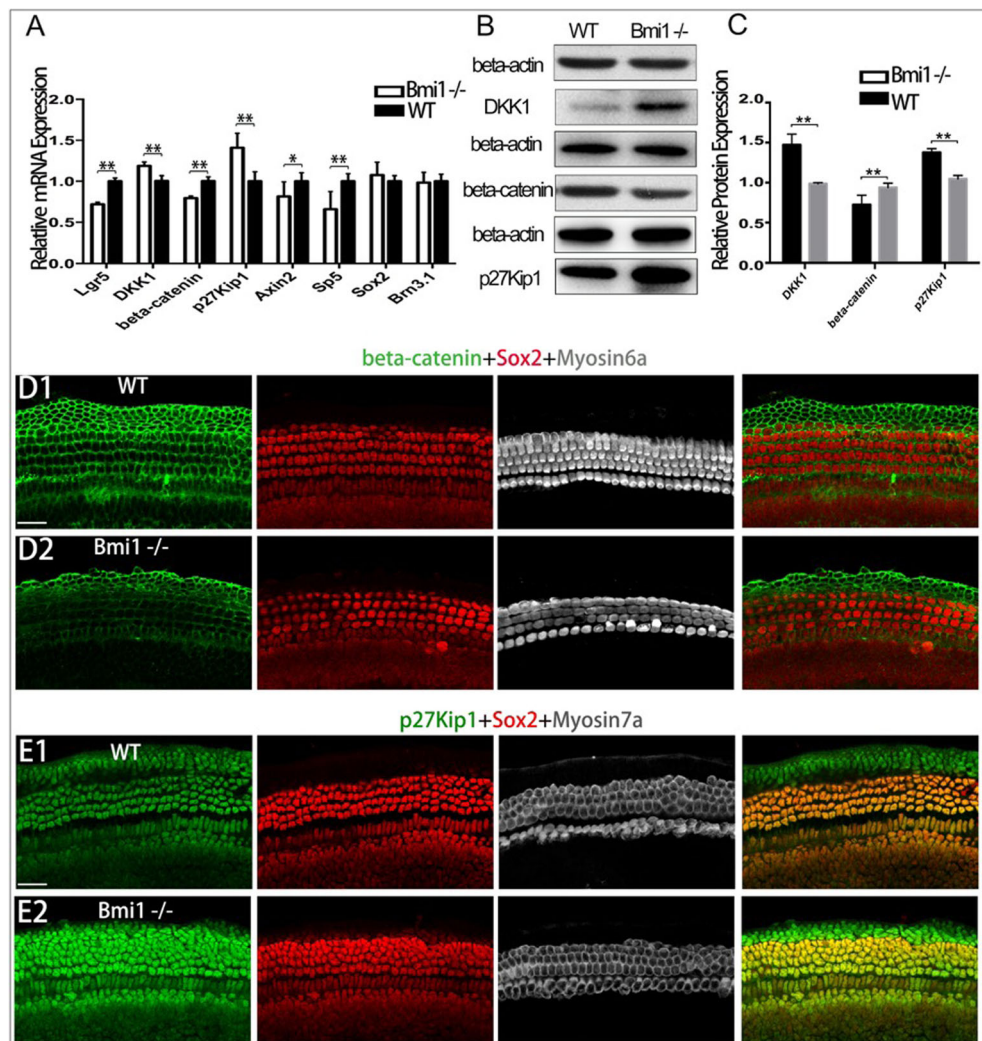 A
Relative mRNA Expression
2.0
1.5
1.0
0.5
0.0
Bmi1 -/-
WT
**
**
**
**
*
**
Lgr5
DKK1
beta-catenin
p27Kip1
Axin2
Sp5
Sox2
Brn3.1
B
WT Bmi1 -/-
beta-actin
DKK1
beta-actin
beta-catenin
beta-actin
p27Kip1
C
Relative Protein Expression
2.0
1.5
1.0
0.5
0.0
Bmi1 -/-
WT
**
**
**
DKK1
beta-catenin
p27Kip1
beta-catenin+Sox2+Myosin6a
D1
WT
D2
Bmi1 -/-
p27Kip1+Sox2+Myosin7a
E1
WT
E2
Bmi1 -/-